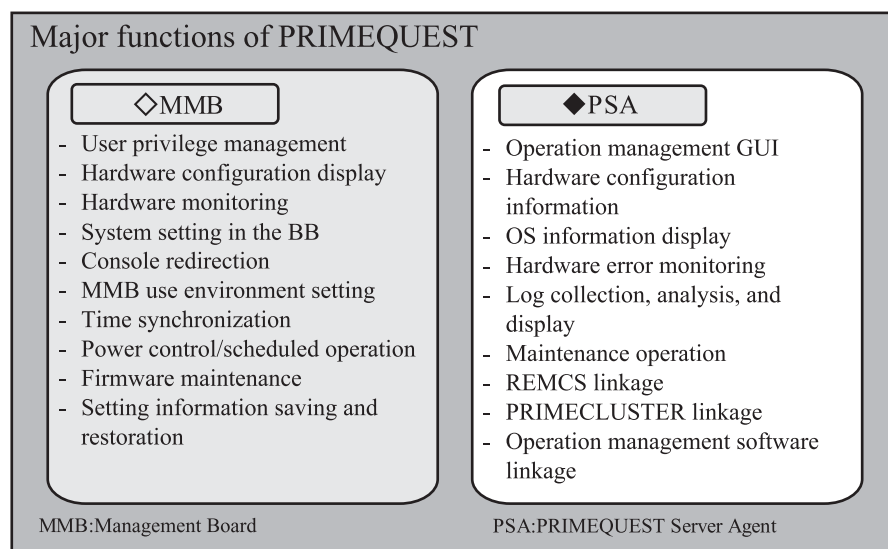 Major functions of PRIMEQUEST
◇MMB
- User privilege management
- Hardware configuration display
- Hardware monitoring
- System setting in the BB
- Console redirection
- MMB use environment setting
- Time synchronization
- Power control/scheduled operation
- Firmware maintenance
- Setting information saving and
restoration
◆PSA
- Operation management GUI
- Hardware configuration
information
- OS information display
- Hardware error monitoring
- Log collection, analysis, and
display
- Maintenance operation
- REMCS linkage
- PRIMECLUSTER linkage
- Operation management software
linkage
MMB:Management Board
PSA:PRIMEQUEST Server Agent